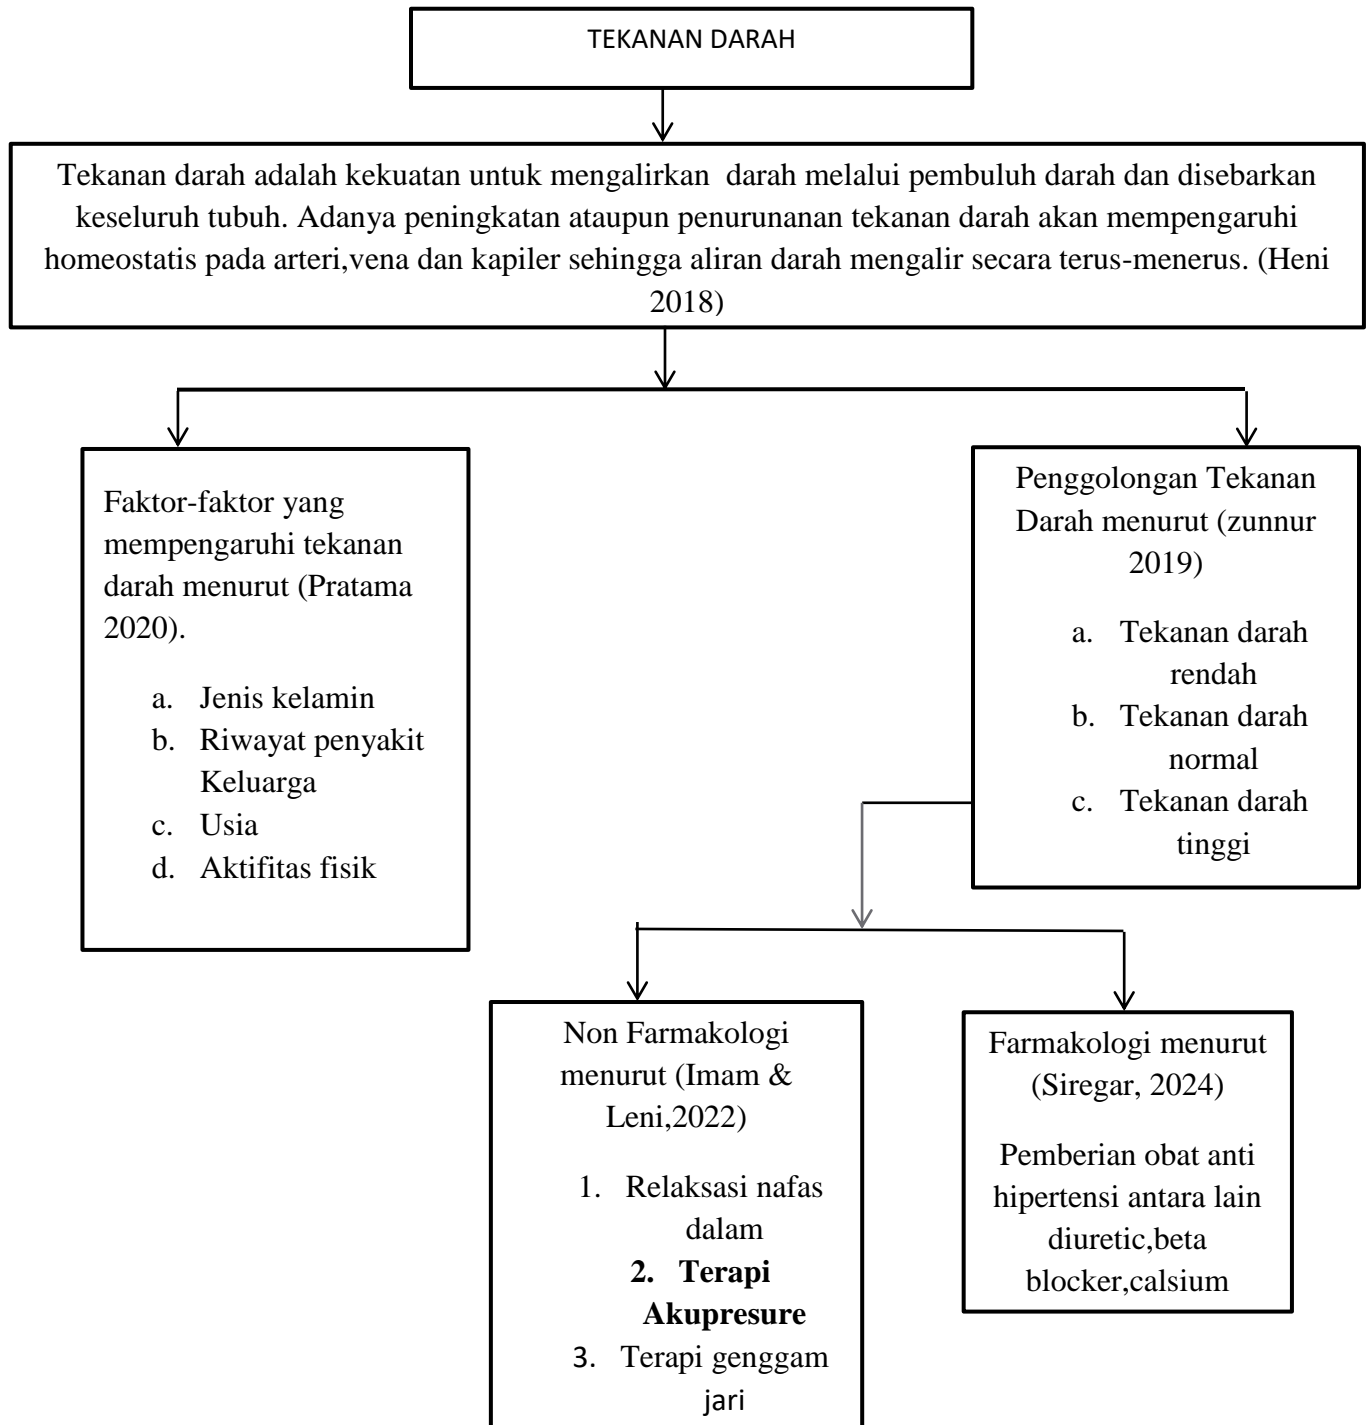 TEKANAN DARAH
Tekanan darah adalah kekuatan untuk mengalirkan darah melalui pembuluh darah dan disebarkan
keseluruh tubuh. Adanya peningkatan ataupun penurunanan tekanan darah akan mempengaruhi
homeostatis pada arteri,vena dan kapiler sehingga aliran darah mengalir secara terus-menerus. (Heni
2018)
Faktor-faktor yang
mempengaruhi tekanan
darah menurut (Pratama
2020).
a. Jenis kelamin
b. Riwayat penyakit
Keluarga
c. Usia
d. Aktifitas fisik
Penggolongan Tekanan
Darah menurut (zunnur
2019)
a. Tekanan darah
rendah
b. Tekanan darah
normal
c. Tekanan darah
tinggi
Non Farmakologi
menurut (Imam &
Leni,2022)
1. Relaksasi nafas
dalam
2. Terapi
Akupresure
3. Terapi genggam
jari
Farmakologi menurut
(Siregar, 2024)
Pemberian obat anti
hipertensi antara lain
diuretic,beta
blocker,calsium